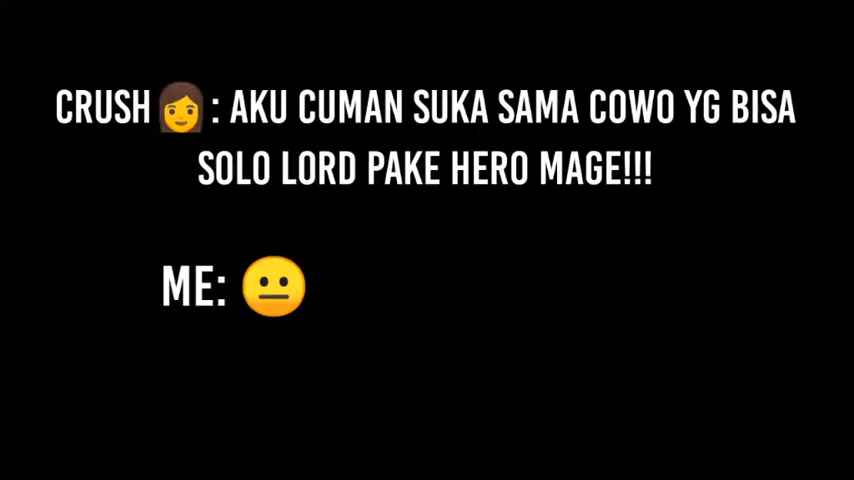 CRUSH👩: AKU CUMAN SUKA SAMA COWO YG BISA
SOLO LORD PAKE HERO MAGE!!!
ME: 😐